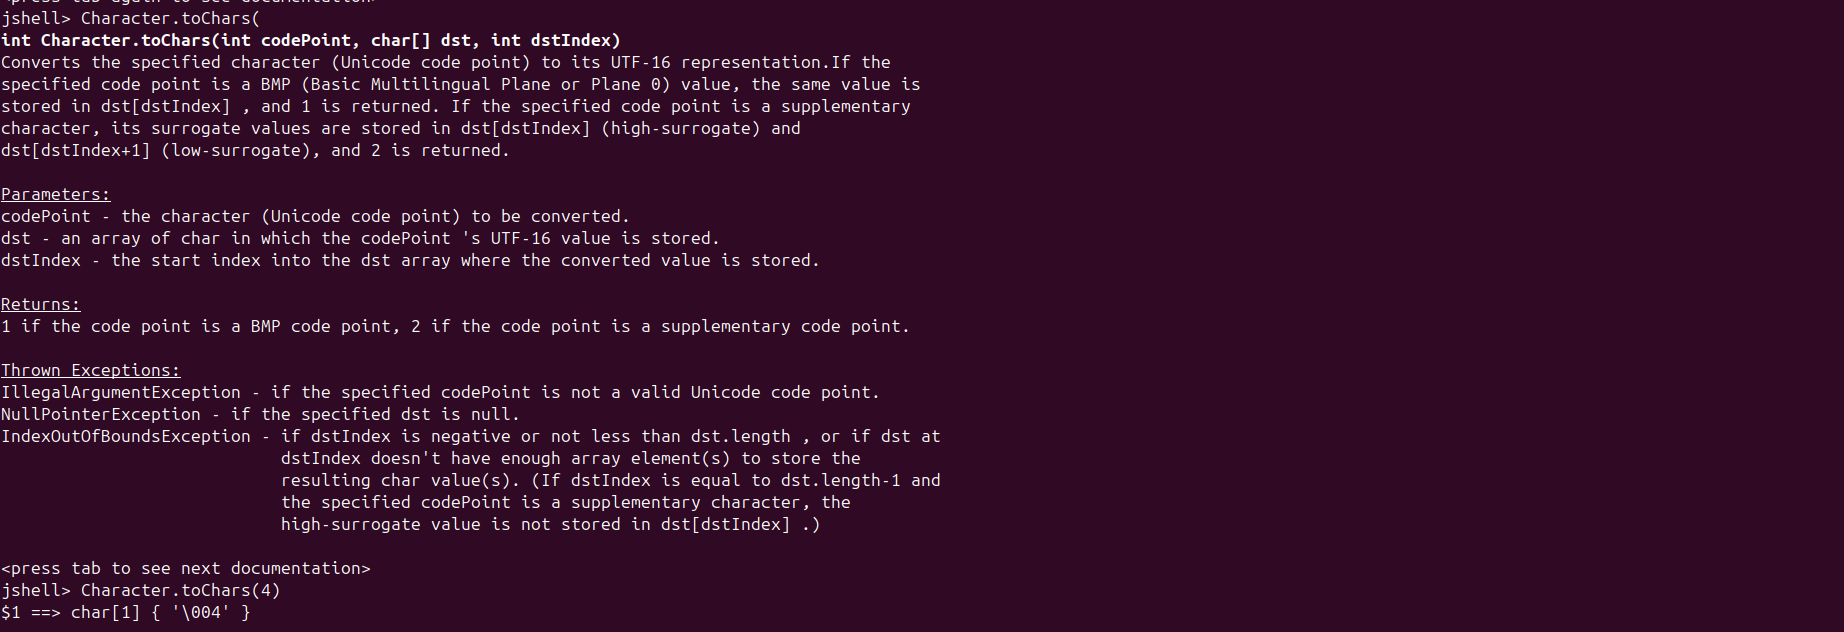 <press tab again to see documentation>
jshell> Character.toChars(
int Character.toChars(int codePoint, char[] dst, int dstIndex)
Converts the specified character (Unicode code point) to its UTF-16 representation.If the
specified code point is a BMP (Basic Multilingual Plane or Plane 0) value, the same value is
stored in dst[dstIndex] , and 1 is returned. If the specified code point is a supplementary
character, its surrogate values are stored in dst[dstIndex] (high-surrogate) and
dst[dstIndex+1] (low-surrogate), and 2 is returned.
Parameters:
codePoint - the character (Unicode code point) to be converted.
dst - an array of char in which the codePoint 's UTF-16 value is stored.
dstIndex - the start index into the dst array where the converted value is stored.
Returns:
1 if the code point is a BMP code point, 2 if the code point is a supplementary code point.
Thrown Exceptions:
IllegalArgumentException - if the specified codePoint is not a valid Unicode code point.
NullPointerException - if the specified dst is null.
IndexOutOfBoundsException - if dstIndex is negative or not less than dst.length , or if dst at
dstIndex doesn't have enough array element(s) to store the
resulting char value(s). (If dstIndex is equal to dst.length-1 and
the specified codePoint is a supplementary character, the
high-surrogate value is not stored in dst[dstIndex] .)
<press tab to see next documentation>
jshell> Character.toChars(4)
$1 ==> char[1] { '\004' }